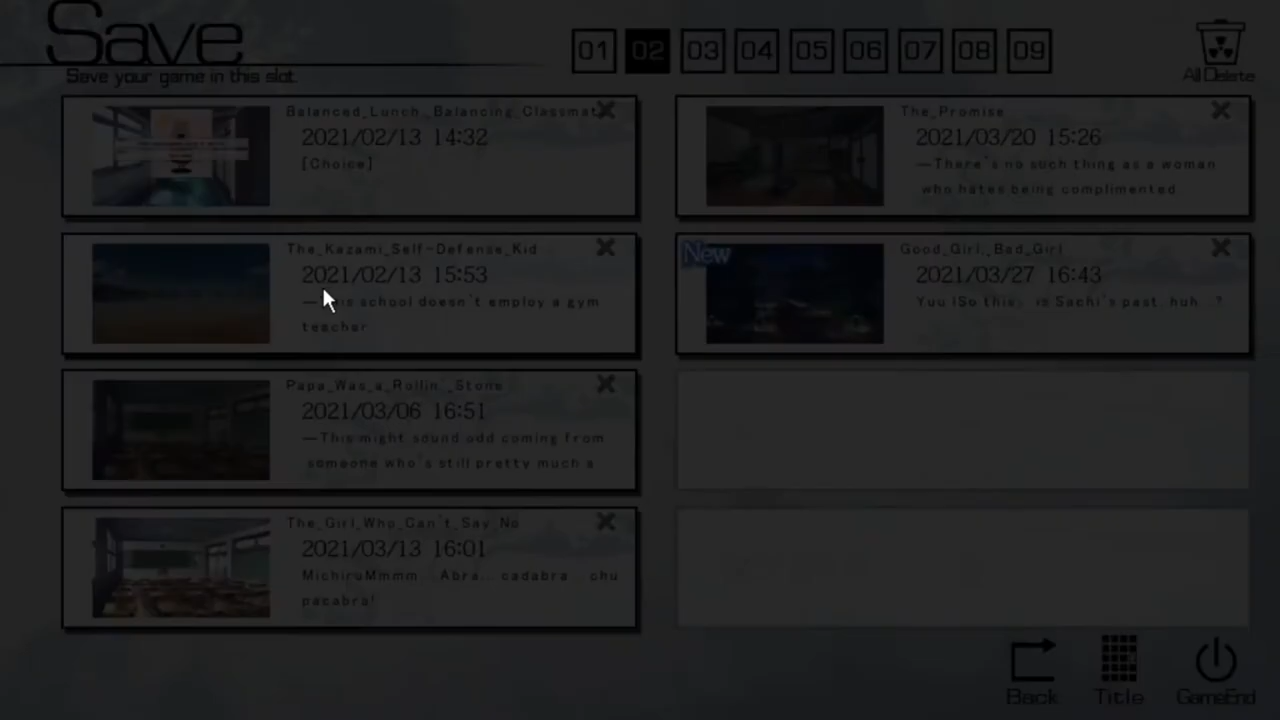 Save
Save your game in this slot.
01 02 03 04 05 06 07 08 09
All Delete
Balanced_Lunch,_Balancing_Classmat
2021/02/13 14:32
[Choice]
The_Kazami_Self-Defense_Kid
2021/02/13 15:53
school doesn't employ a gym
teacher
Papa_Was_a_Rollin'_Stone
2021/03/06 16:51
—This might sound odd coming from
someone who's still pretty much a
The_Girl_Who_Can't_Say_No
2021/03/13 16:01
MichiruMmmm...Abra... cadabra...chu
pacabra!
The_Promise
2021/03/20 15:26
—There's no such thing as a woman
who hates being complimented.
New
Good_Girl,_Bad_Girl
2021/03/27 16:43
is Sachi's past, huh...?
Back
Title
GameEnd